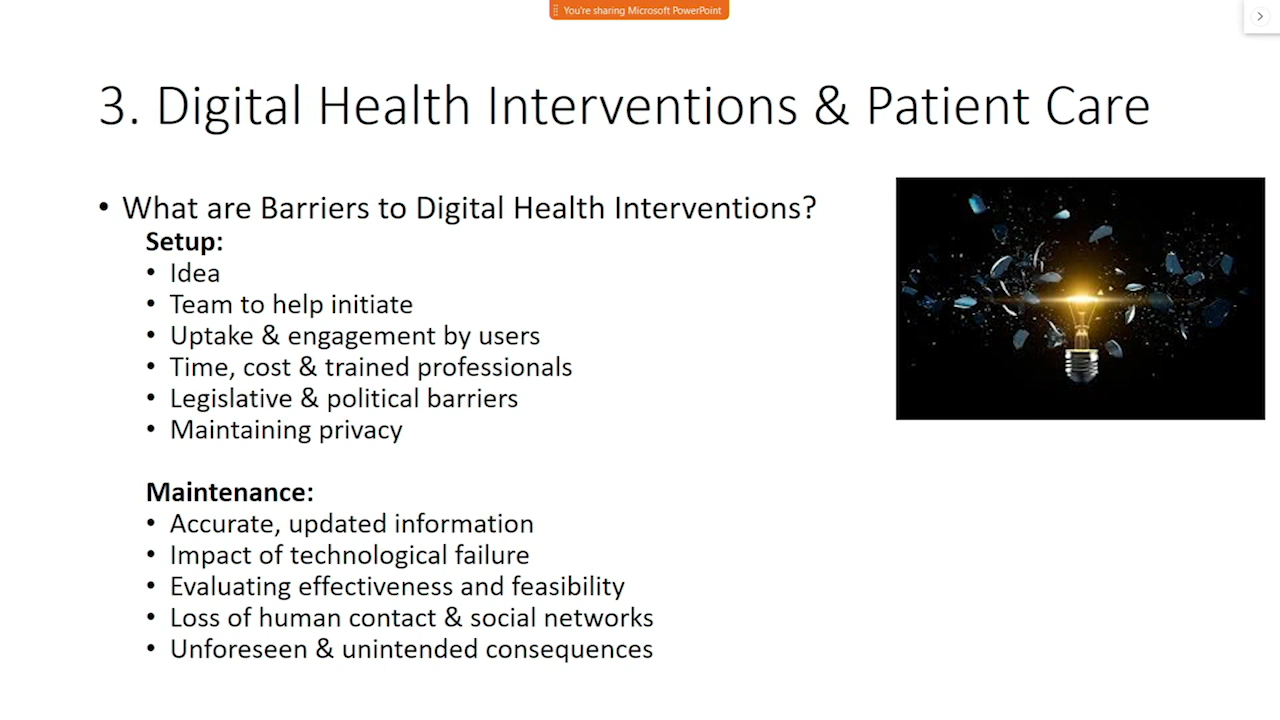 You're sharing Microsoft PowerPoint
3. Digital Health Interventions & Patient Care
• What are Barriers to Digital Health Interventions?
Setup:
• Idea
• Team to help initiate
• Uptake & engagement by users
• Time, cost & trained professionals
• Legislative & political barriers
• Maintaining privacy
Maintenance:
• Accurate, updated information
• Impact of technological failure
• Evaluating effectiveness and feasibility
• Loss of human contact & social networks
• Unforeseen & unintended consequences